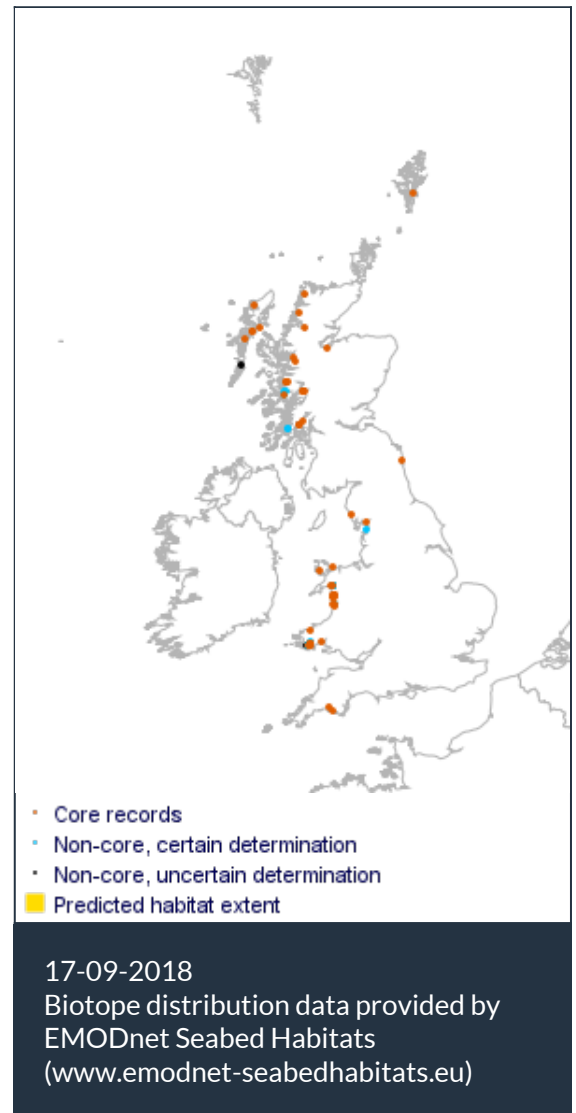 Core records
Non-core, certain determination
Non-core, uncertain determination
Predicted habitat extent
17-09-2018
Biotope distribution data provided by
EMODnet Seabed Habitats
(www.emodnet-seabedhabitats.eu)